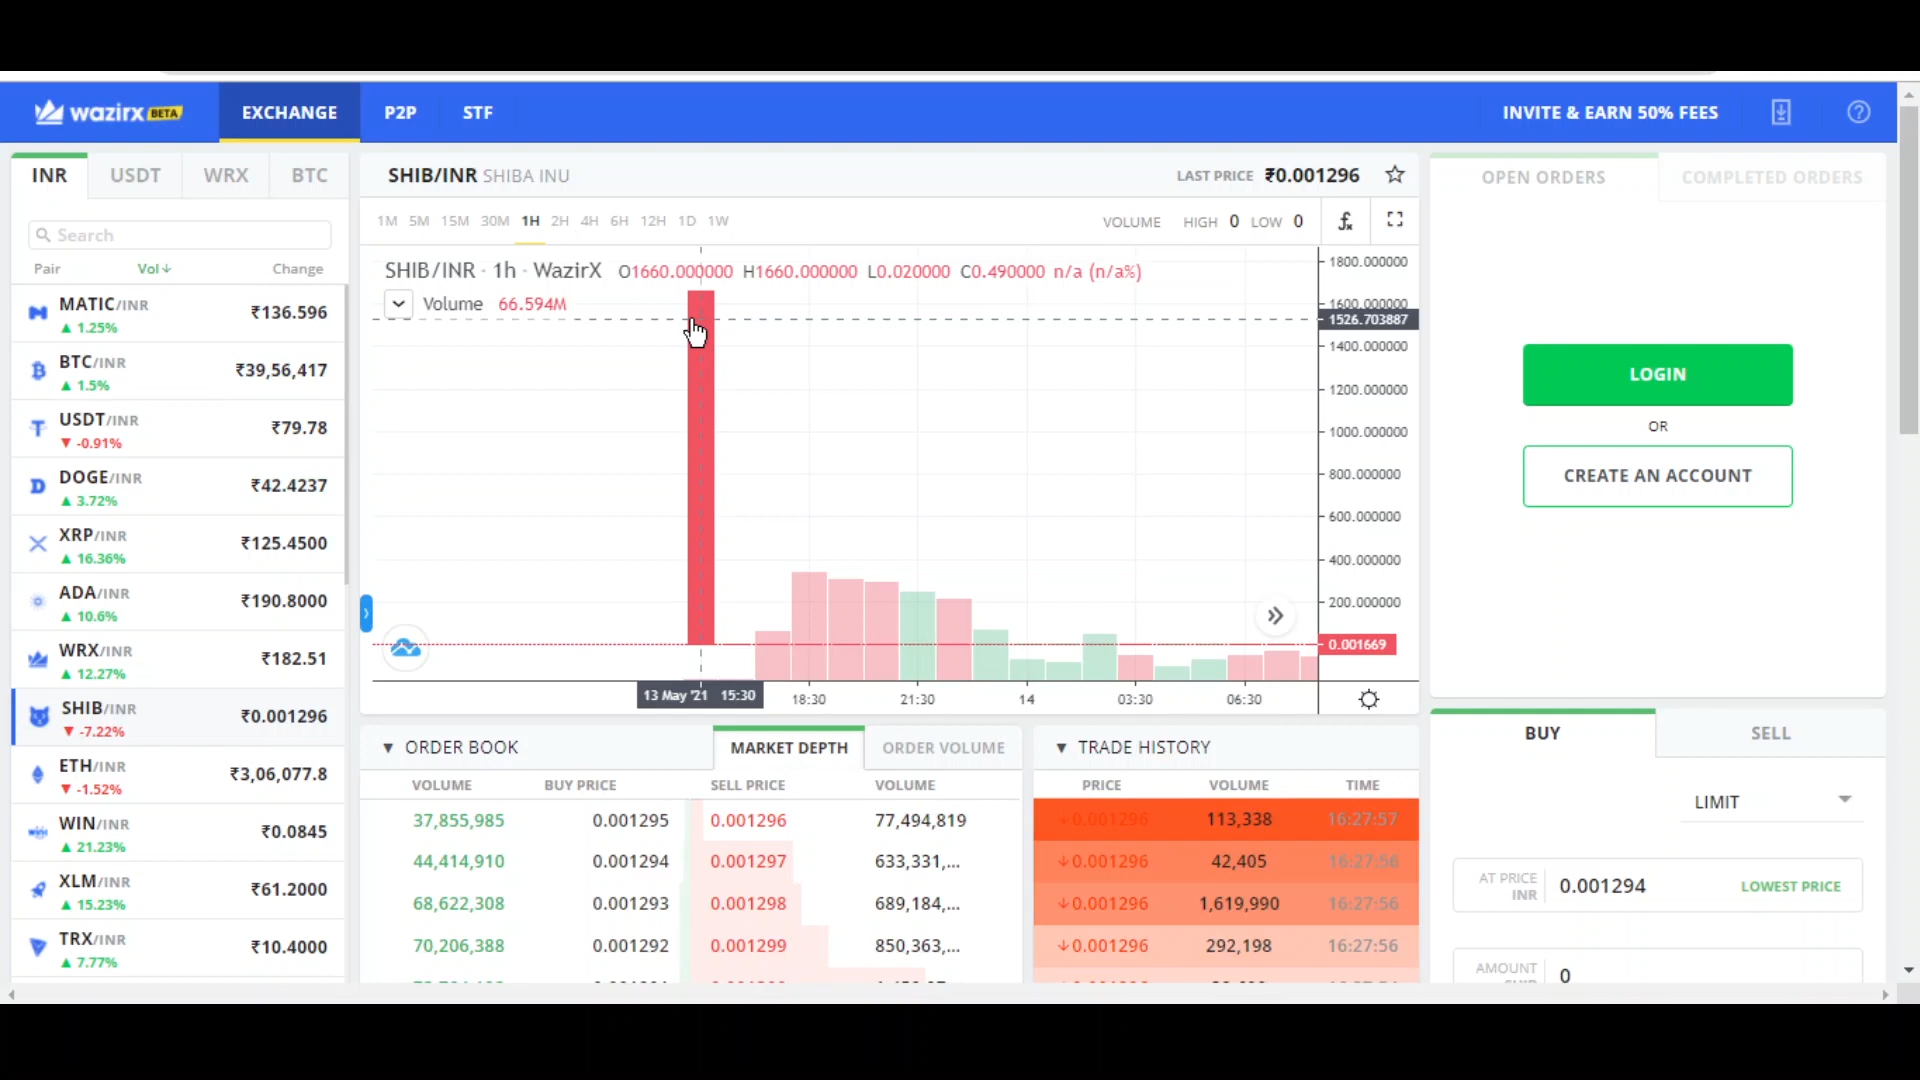 wazirx BETA
EXCHANGE
P2P
STF
INVITE & EARN 50% FEES
INR
USDT
WRX
BTC
Search
Pair
Vol↓
Change
MATIC/INR
₹136.596
▲ 1.25%
BTC/INR
₹39,56,417
▲ 1.5%
USDT/INR
₹79.78
▼ -0.91%
DOGE/INR
₹42.4237
▲ 3.72%
XRP/INR
₹125.4500
▲ 16.36%
ADA/INR
₹190.8000
▲ 10.6%
WRX/INR
₹182.51
▲ 12.27%
SHIB/INR
₹0.001296
▼ -7.22%
ETH/INR
₹3,06,077.8
▼ -1.52%
WIN/INR
₹0.0845
▲ 21.23%
XLM/INR
₹61.2000
▲ 15.23%
TRX/INR
₹10.4000
▲ 7.77%
SHIB/INR SHIBA INU
LAST PRICE ₹0.001296
1M 5M 15M 30M 1H 2H 4H 6H 12H 1D 1W
VOLUME HIGH 0 LOW 0
SHIB/INR · 1h · WazirX O1660.000000 H1660.000000 L0.020000 C0.490000 n/a (n/a%)
Volume 66.594M
1800.000000
1600.000000
1526.703887
1400.000000
1200.000000
1000.000000
800.000000
600.000000
400.000000
200.000000
0.001669
13 May '21 15:30
18:30
21:30
14
03:30
06:30
▼ ORDER BOOK
MARKET DEPTH
ORDER VOLUME
VOLUME BUY PRICE SELL PRICE VOLUME
37,855,985 0.001295 0.001296 77,494,819
44,414,910 0.001294 0.001297 633,331,...
68,622,308 0.001293 0.001298 689,184,...
70,206,388 0.001292 0.001299 850,363,...
▼ TRADE HISTORY
PRICE VOLUME TIME
↓0.001296 113,338 16:27:57
↓0.001296 42,405 16:27:56
↓0.001296 1,619,990 16:27:56
↓0.001296 292,198 16:27:56
OPEN ORDERS
COMPLETED ORDERS
LOGIN
OR
CREATE AN ACCOUNT
BUY
SELL
LIMIT
AT PRICE
INR
0.001294
LOWEST PRICE
AMOUNT
0